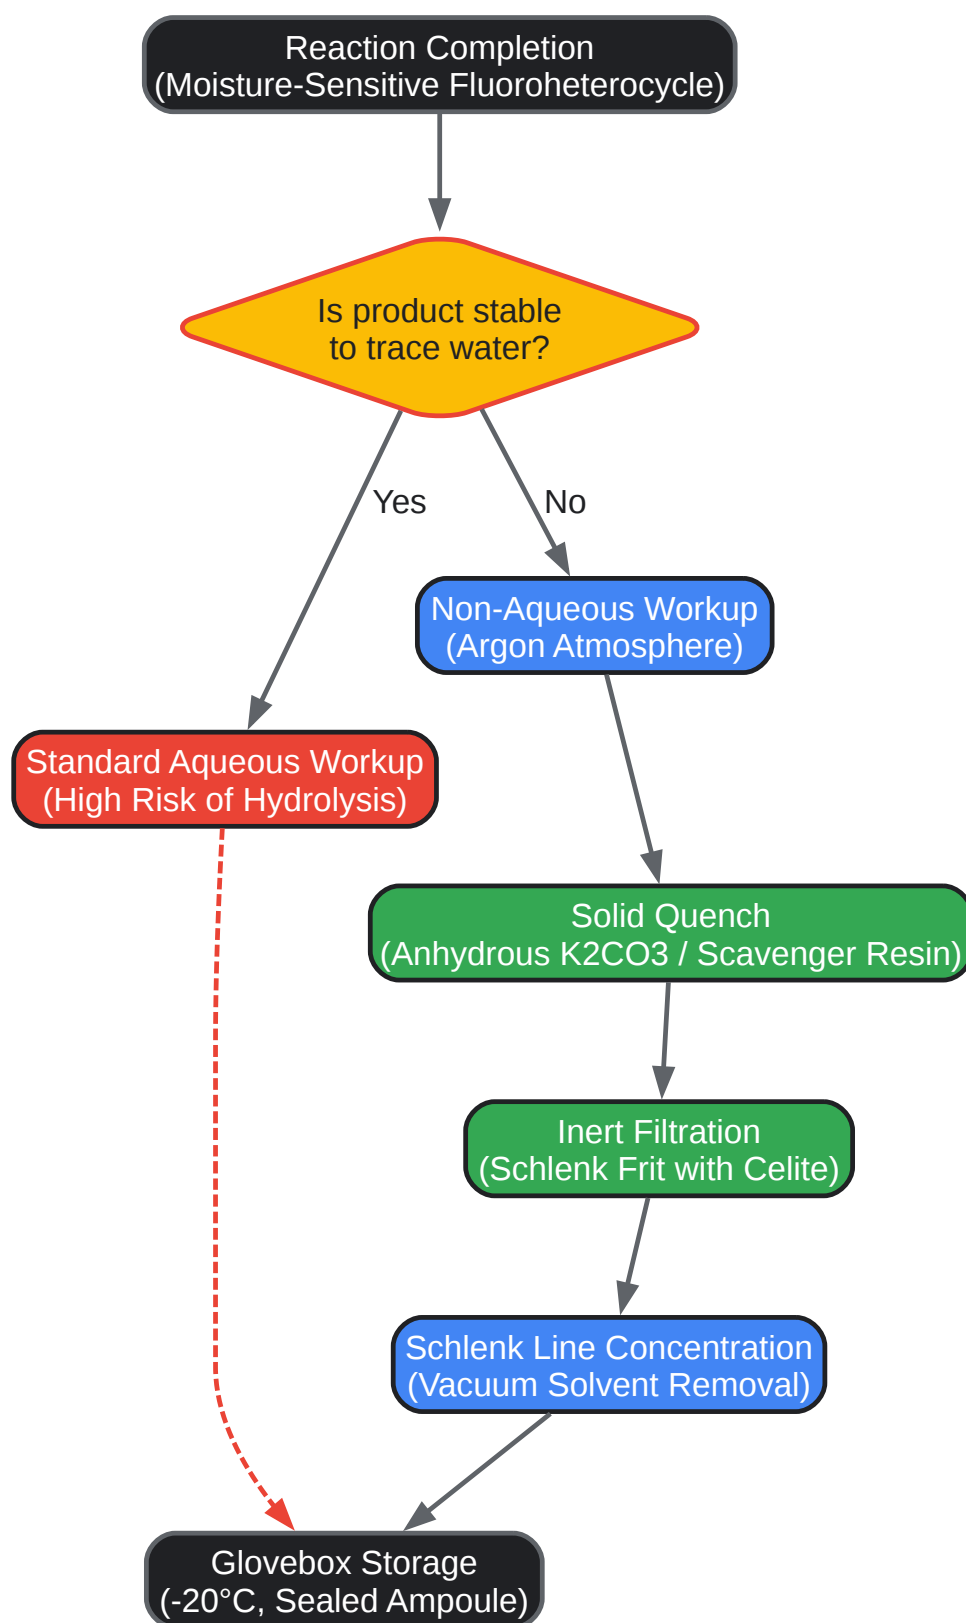 Reaction Completion
(Moisture-Sensitive Fluoroheterocycle)
Is product stable
to trace water?
Yes
No
Non-Aqueous Workup
(Argon Atmosphere)
Standard Aqueous Workup
(High Risk of Hydrolysis)
Solid Quench
(Anhydrous K2CO3 / Scavenger Resin)
Inert Filtration
(Schlenk Frit with Celite)
Schlenk Line Concentration
(Vacuum Solvent Removal)
Glovebox Storage
(-20°C, Sealed Ampoule)